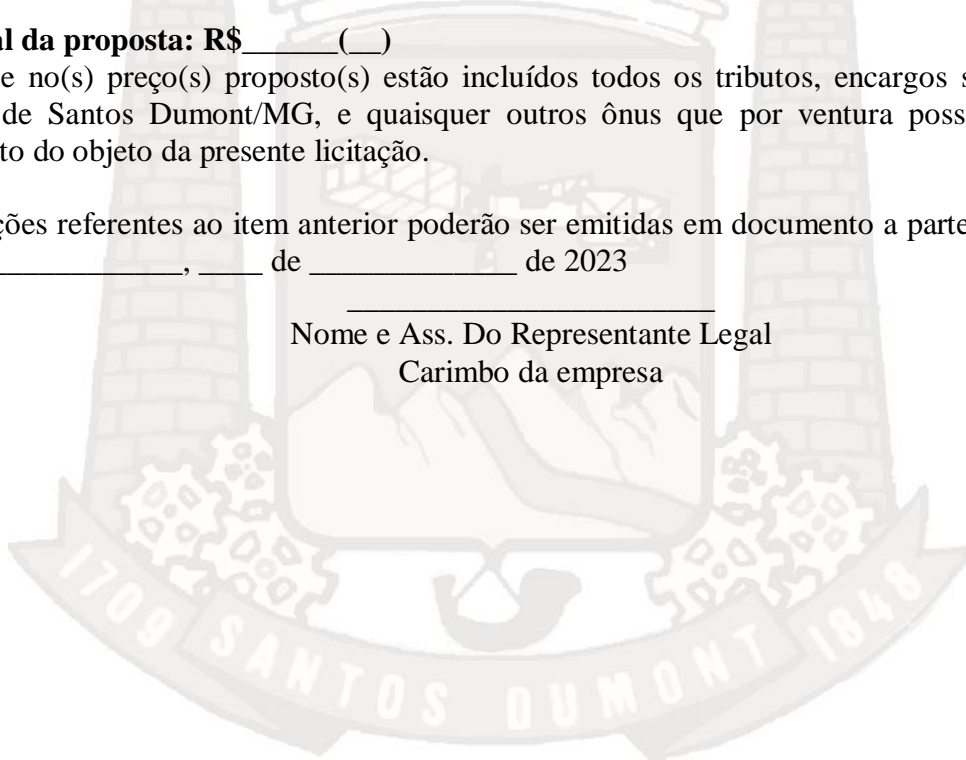 al da proposta: R$______(__)
e no(s) preço(s) proposto(s) estão incluídos todos os tributos, encargos s
de Santos Dumont/MG, e quaisquer outros ônus que por ventura poss
to do objeto da presente licitação.
ções referentes ao item anterior poderão ser emitidas em documento a parte
____________, ____ de _____________ de 2023
_______________________
Nome e Ass. Do Representante Legal
Carimbo da empresa
1709 SANTOS DUMONT 1848